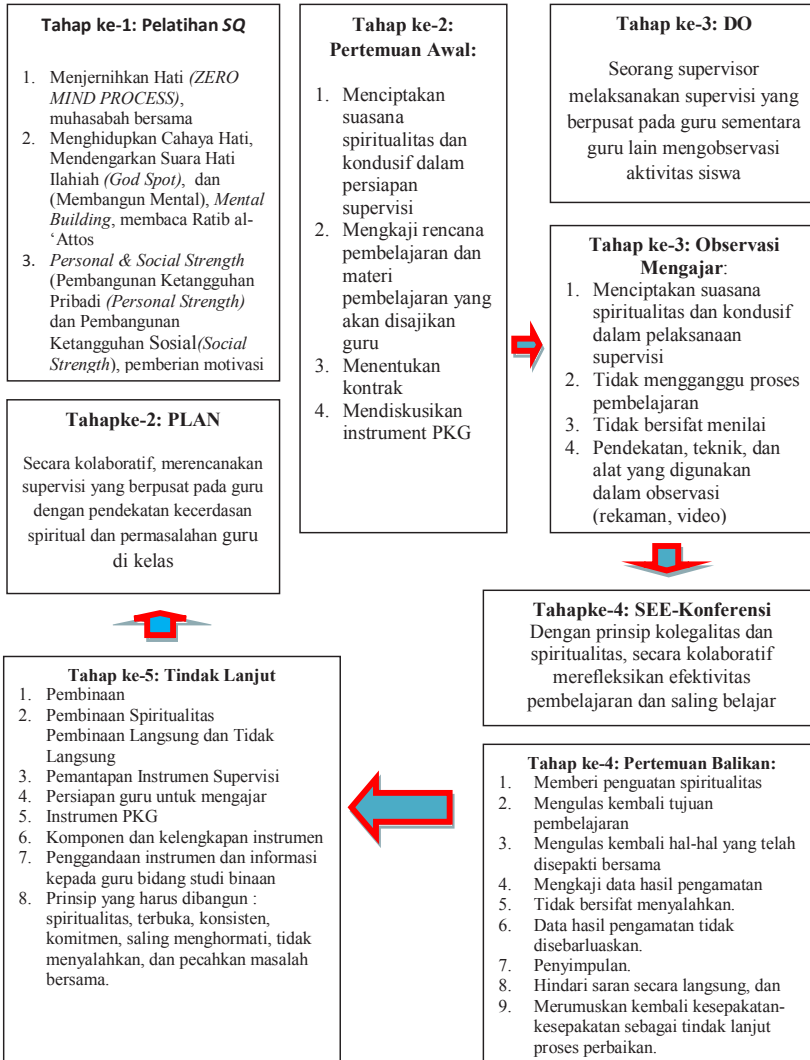 Tahap ke-1: Pelatihan SQ
1. Menjernihkan Hati (ZERO
MIND PROCESS),
muhasabah bersama
2. Menghidupkan Cahaya Hati,
Mendengarkan Suara Hati
Ilahiah (God Spot), dan
(Membangun Mental), Mental
Building, membaca Ratib al-
‘Attos
3. Personal & Social Strength
(Pembangunan Ketangguhan
Pribadi (Personal Strength)
dan Pembangunan
Ketangguhan Sosial(Social
Strength), pemberian motivasi
Tahapke-2: PLAN
Secara kolaboratif, merencanakan
supervisi yang berpusat pada guru
dengan pendekatan kecerdasan
spiritual dan permasalahan guru
di kelas
Tahap ke-2:
Pertemuan Awal:
1. Menciptakan
suasana
spiritualitas dan
kondusif dalam
persiapan
supervisi
2. Mengkaji rencana
pembelajaran dan
materi
pembelajaran yang
akan disajikan
guru
3. Menentukan
kontrak
4. Mendiskusikan
instrument PKG
Tahap ke-3: DO
Seorang supervisor
melaksanakan supervisi yang
berpusat pada guru sementara
guru lain mengobservasi
aktivitas siswa
Tahap ke-3: Observasi
Mengajar:
1. Menciptakan suasana
spiritualitas dan kondusif
dalam pelaksanaan
supervisi
2. Tidak mengganggu proses
pembelajaran
3. Tidak bersifat menilai
4. Pendekatan, teknik, dan
alat yang digunakan
dalam observasi
(rekaman, video)
Tahapke-4: SEE-Konferensi
Dengan prinsip kolegalitas dan
spiritualitas, secara kolaboratif
merefleksikan efektivitas
pembelajaran dan saling belajar
Tahap ke-4: Pertemuan Balikan:
1. Memberi penguatan spiritualitas
2. Mengulas kembali tujuan
pembelajaran
3. Mengulas kembali hal-hal yang telah
disepakti bersama
4. Mengkaji data hasil pengamatan
5. Tidak bersifat menyalahkan.
6. Data hasil pengamatan tidak
disebarluaskan.
7. Penyimpulan.
8. Hindari saran secara langsung, dan
9. Merumuskan kembali kesepakatan-
kesepakatan sebagai tindak lanjut
proses perbaikan.
Tahap ke-5: Tindak Lanjut
1. Pembinaan
2. Pembinaan Spiritualitas
Pembinaan Langsung dan Tidak
Langsung
3. Pemantapan Instrumen Supervisi
4. Persiapan guru untuk mengajar
5. Instrumen PKG
6. Komponen dan kelengkapan instrumen
7. Penggandaan instrumen dan informasi
kepada guru bidang studi binaan
8. Prinsip yang harus dibangun :
spiritualitas, terbuka, konsisten,
komitmen, saling menghormati, tidak
menyalahkan, dan pecahkan masalah
bersama.